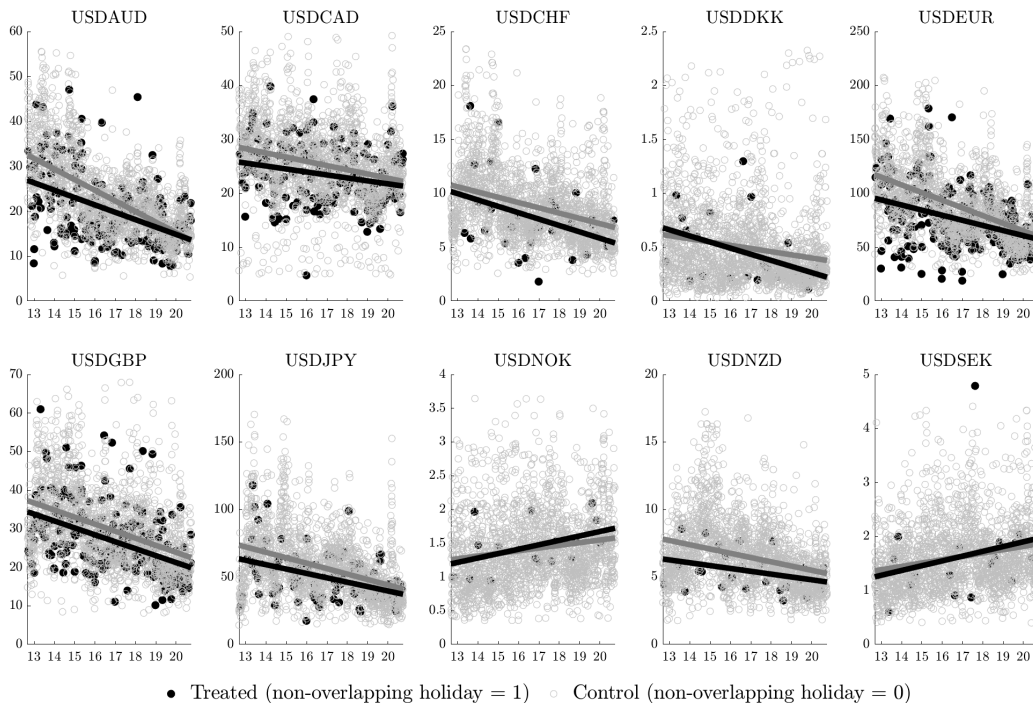 USDAUD USDCAD USDCHF USDDKK USDEUR
60 50 25 2.5 250
50 40 20 2 200
40 30 15 1.5 150
30 20 10 1 100
20 10 5 0.5 50
10 0 0 0 0
0
13 14 15 16 17 18 19 20 13 14 15 16 17 18 19 20 13 14 15 16 17 18 19 20 13 14 15 16 17 18 19 20 13 14 15 16 17 18 19 20
USDGBP USDJPY USDNOK USDNZD USDSEK
70 200 4 20 5
60 150 3.5 15 4
50 100 3 10 3
40 50 2.5 5 2
30 0 2 0 1
20 1.5 0
10 1
0 0.5
0
13 14 15 16 17 18 19 20 13 14 15 16 17 18 19 20 13 14 15 16 17 18 19 20 13 14 15 16 17 18 19 20 13 14 15 16 17 18 19 20
Treated (non-overlapping holiday = 1) Control (non-overlapping holiday = 0)